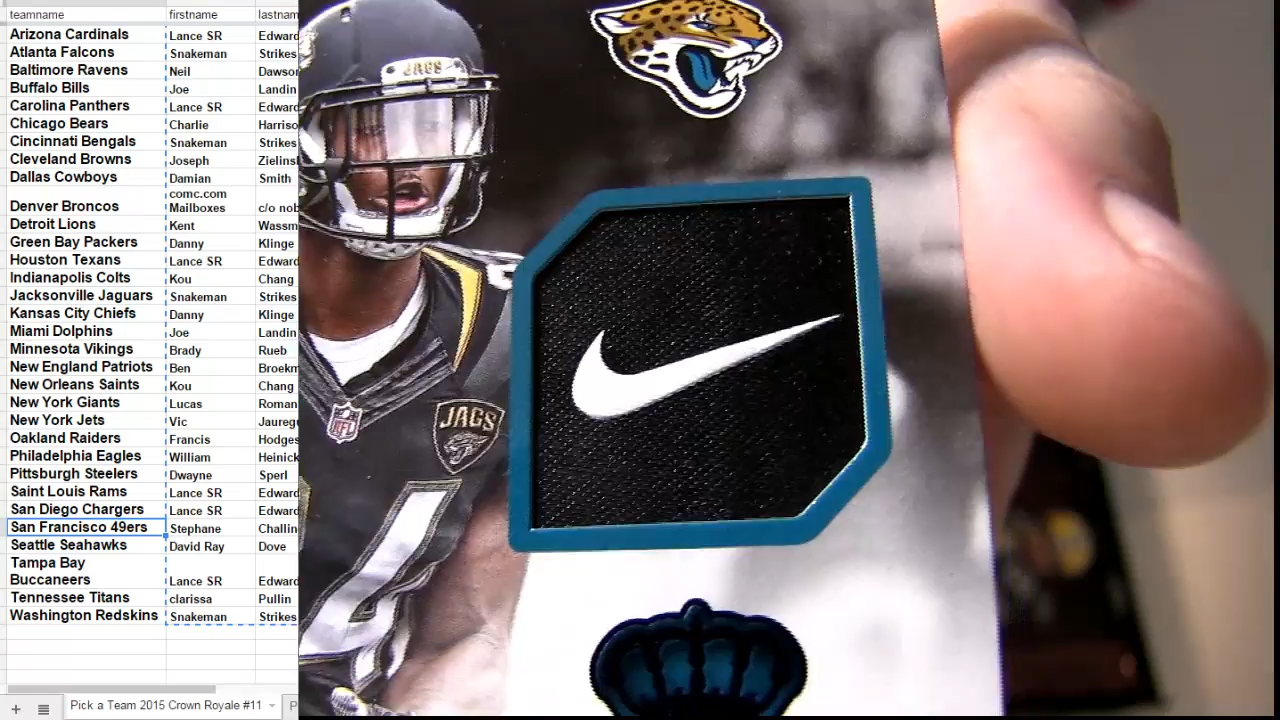 teamname firstname lastnam
Arizona Cardinals Lance SR Edward
Atlanta Falcons Snakeman Strikes
Baltimore Ravens Neil Dawson
Buffalo Bills Joe Landin
Carolina Panthers Lance SR Edward
Chicago Bears Charlie Harriso
Cincinnati Bengals Snakeman Strikes
Cleveland Browns Joseph Zielinsl
Dallas Cowboys Damian Smith
comc.com
Denver Broncos Mailboxes c/o nob
Detroit Lions Kent Wassm
Green Bay Packers Danny Klinge
Houston Texans Lance SR Edward
Indianapolis Colts Kou Chang
Jacksonville Jaguars Snakeman Strikes
Kansas City Chiefs Danny Klinge
Miami Dolphins Joe Landin
Minnesota Vikings Brady Rueb
New England Patriots Ben Broekm
New Orleans Saints Kou Chang
New York Giants Lucas Roman
New York Jets Vic Jaureg
Oakland Raiders Francis Hodges
Philadelphia Eagles William Heinick
Pittsburgh Steelers Dwayne Sperl
Saint Louis Rams Lance SR Edward
San Diego Chargers Lance SR Edward
San Francisco 49ers Stephane Challin
Seattle Seahawks David Ray Dove
Tampa Bay
Buccaneers Lance SR Edward
Tennessee Titans clarissa Pullin
Washington Redskins Snakeman Strikes
Pick a Team 2015 Crown Royale #11 P
JAGS
NFL
JAGS
4